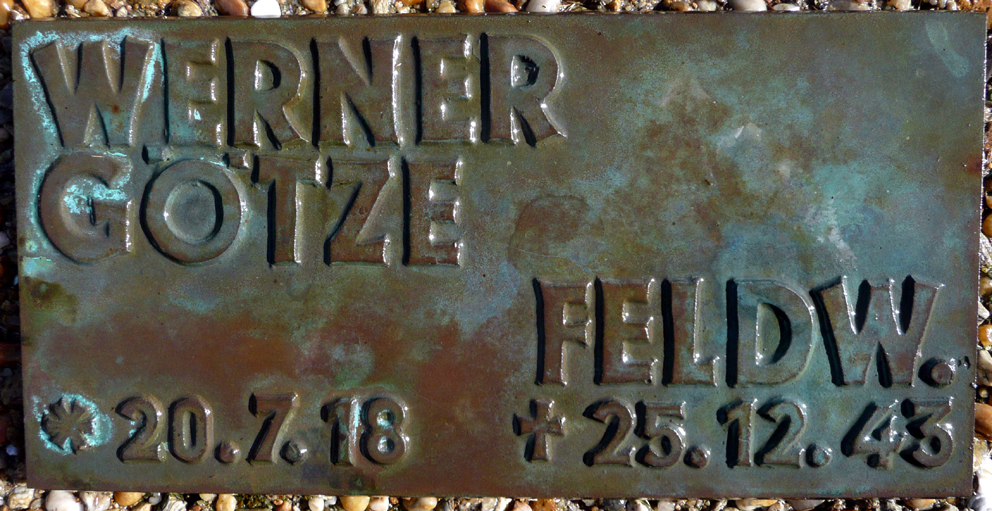 WERNER
GÖTZE
FELDW.
* 20.7.18 ✝ 25.12.43